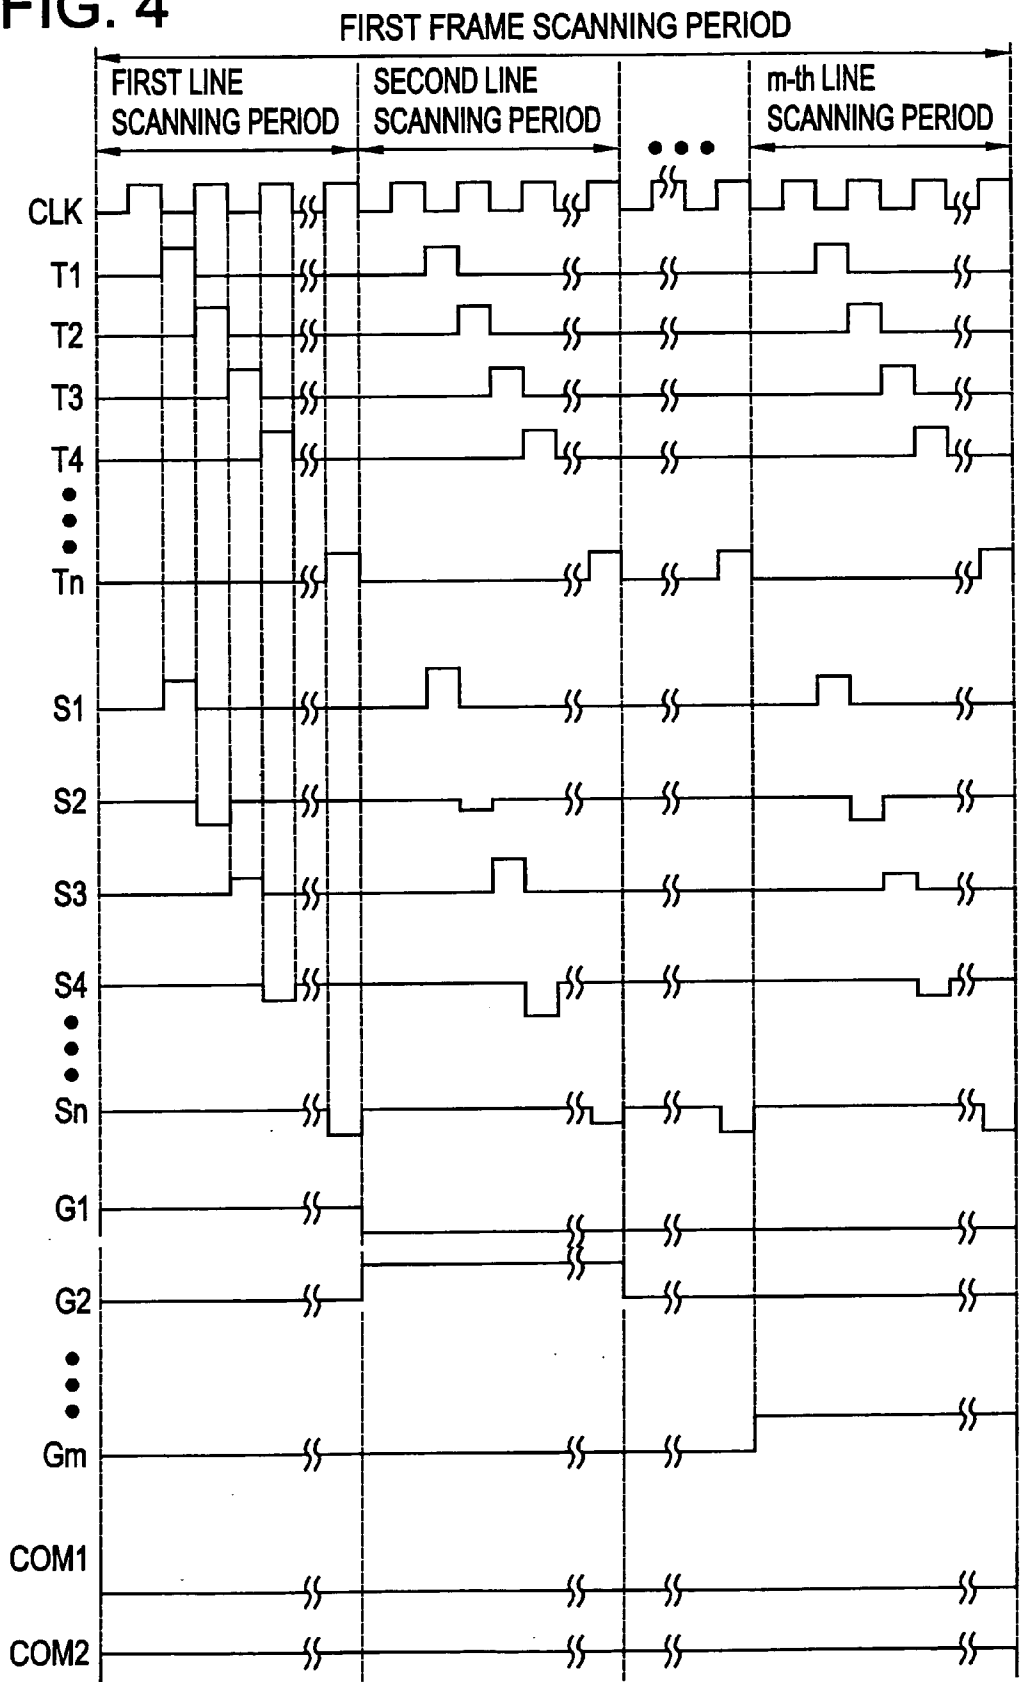 FIG. 4
FIRST FRAME SCANNING PERIOD
FIRST LINE
SCANNING PERIOD
SECOND LINE
SCANNING PERIOD
m-th LINE
SCANNING PERIOD
CLK
T1
T2
T3
T4
Tn
S1
S2
S3
S4
Sn
G1
G2
Gm
COM1
COM2